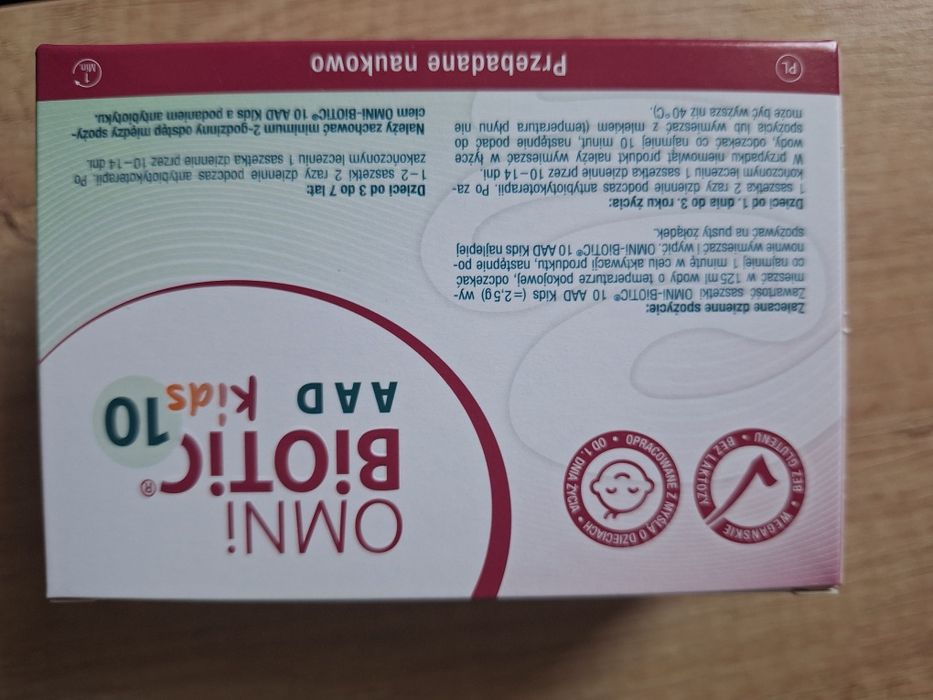 WEGAŃSKIE • BEZ GLUTENU • BEZ LAKTOZY
OPRACOWANE Z MYŚLĄ O DZIECIACH • OD 1. DNIA ŻYCIA •
OMNi
BiOTiC® 10
AAD Kids
Zalecane dzienne spożycie:
Zawartość saszetki OMNi-BiOTiC® 10 AAD Kids (=2,5g) wy-
mieszać w 125 ml wody o temperaturze pokojowej, odczekać
co najmniej 1 minutę w celu aktywacji produktu, następnie po-
nownie wymieszać i wypić. OMNi-BiOTiC® 10 AAD Kids najlepiej
spożywać na pusty żołądek.
Dzieci od 1. dnia do 3. roku życia:
1 saszetka 2 razy dziennie podczas antybiotykoterapii. Po za-
kończonym leczeniu 1 saszetka dziennie przez 10–14 dni.
W przypadku niemowląt produkt należy wymieszać w łyżce
wody, odczekać co najmniej 10 minut, następnie podać do
spożycia lub wymieszać z mlekiem (temperatura płynu nie
może być wyższa niż 40°C).
Dzieci od 3 do 7 lat:
1–2 saszetki 2 razy dziennie podczas antybiotykoterapii. Po
zakończonym leczeniu 1 saszetka dziennie przez 10–14 dni.
Należy zachować minimum 2-godzinny odstęp między spoży-
ciem OMNi-BiOTiC® 10 AAD Kids a podaniem antybiotyku.
PL
Przebadane naukowo
1
Min.